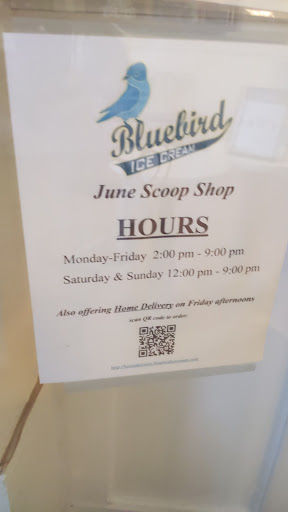 Bluebird
ICE CREAM
June Scoop Shop
HOURS
Monday-Friday 2:00 pm - 9:00 pm
Saturday & Sunday 12:00 pm - 9:00 pm
Also offering Home Delivery on Friday afternoons
scan QR code to order: